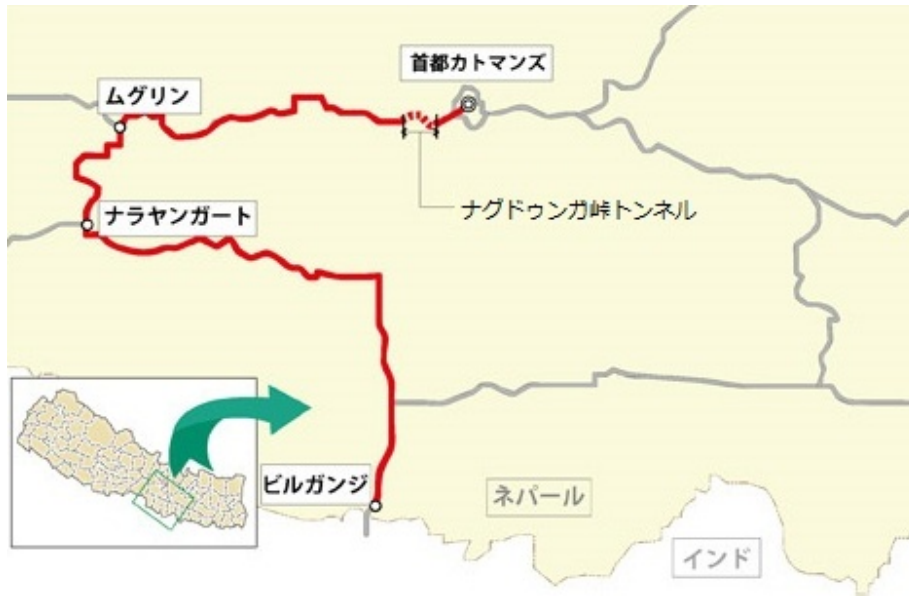 首都カトマンズ
ムグリン
ナラヤンガート
ナグドゥンガ峠トンネル
ビルガンジ
ネパール
インド